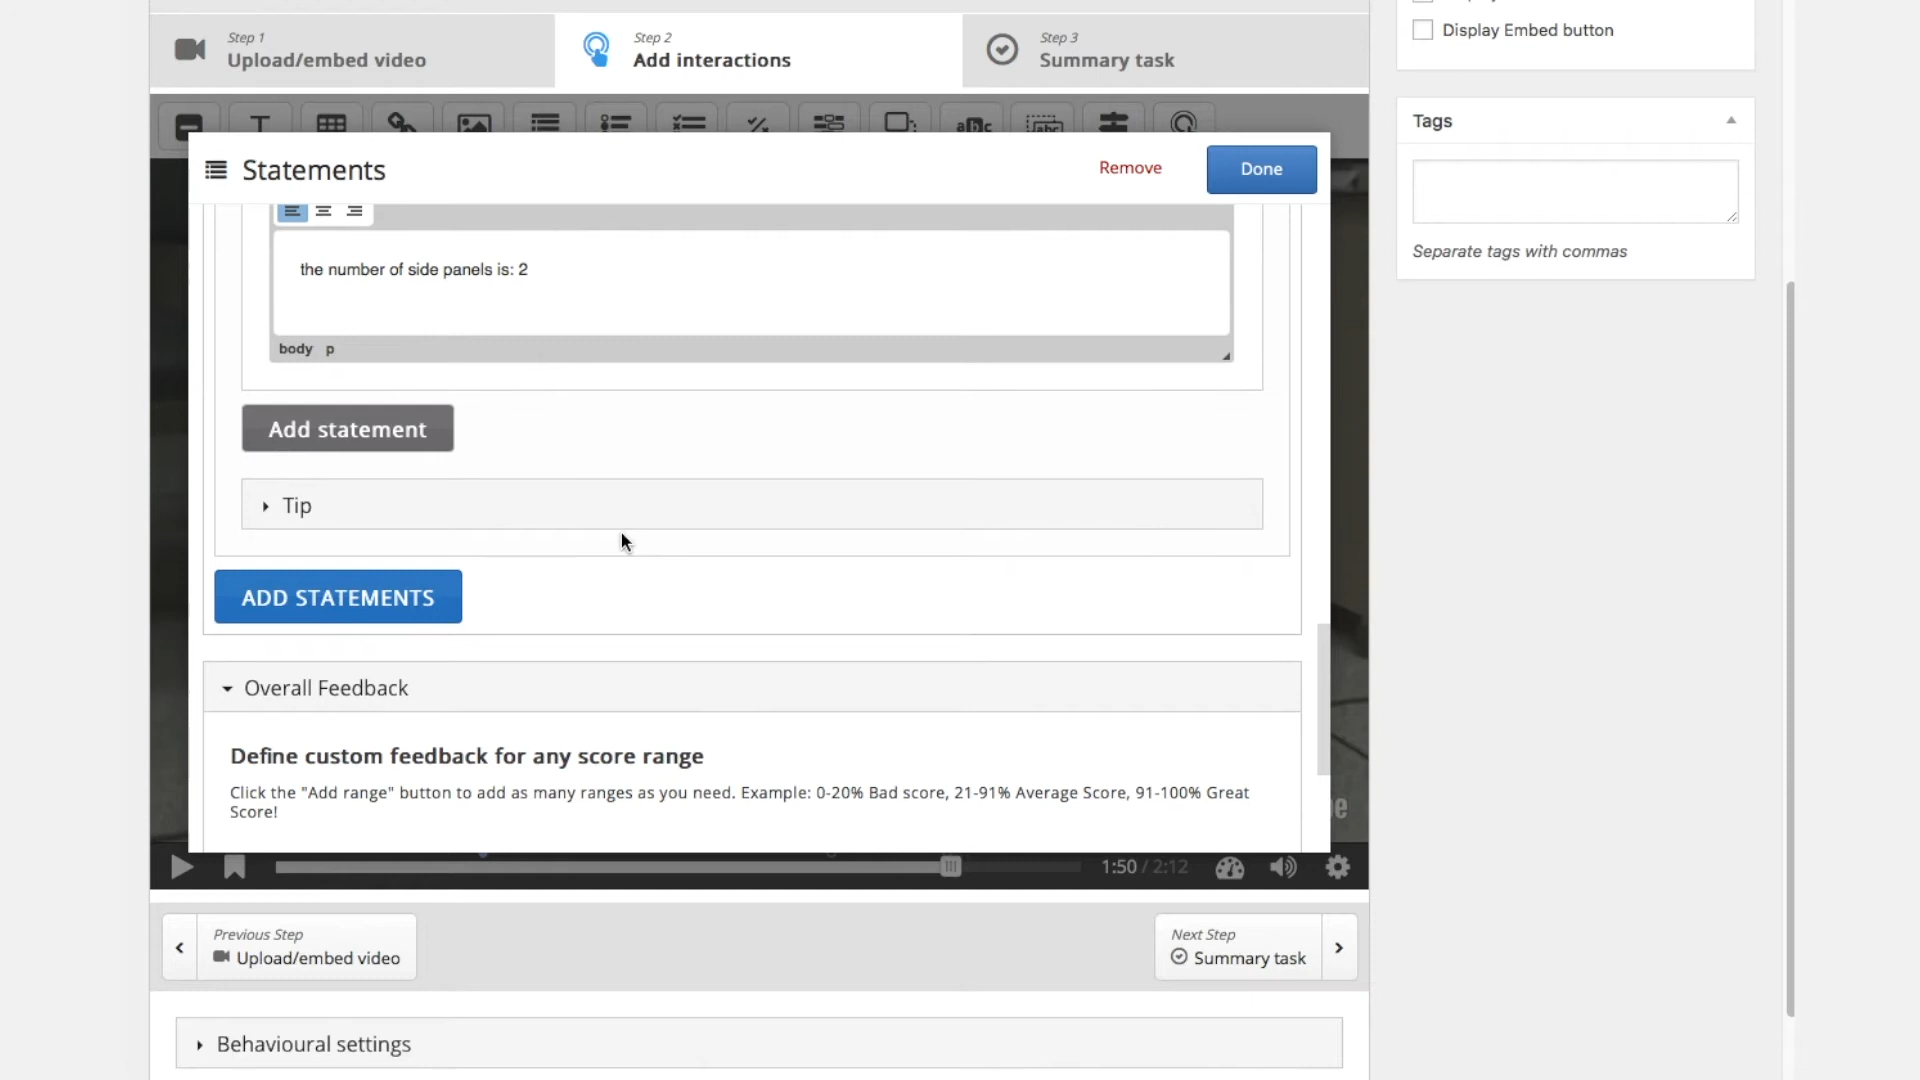 Display Embed button
Step 1
Upload/embed video
Step 2
Add interactions
Step 3
Summary task
Tags
Separate tags with commas
Statements
Remove
Done
the number of side panels is: 2
body p
Add statement
Tip
ADD STATEMENTS
Overall Feedback
Define custom feedback for any score range
Click the "Add range" button to add as many ranges as you need. Example: 0-20% Bad score, 21-91% Average Score, 91-100% Great
Score!
1:50 / 2:12
Previous Step
Upload/embed video
Next Step
Summary task
Behavioural settings